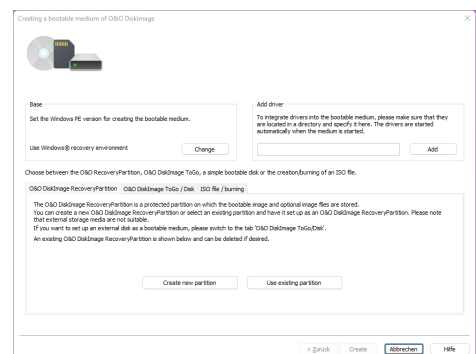 Creating a bootable medium of O&O DiskImage
Base
Set the Windows PE version for creating the bootable medium.
Use Windows® recovery environment
Change
Add driver
To integrate drivers into the bootable medium, please make sure that they
are located in a directory and specify it here. The drivers are started
automatically when the medium is started.
Add
Choose between the O&O RecoveryPartition, O&O DiskImage ToGo, a simple bootable disk or the creation/burning of an ISO file.
O&O DiskImage RecoveryPartition O&O DiskImage ToGo / Disk ISO file / burning
The O&O DiskImage RecoveryPartition is a protected partition on which the bootable image and optional image files are stored.
You can create a new O&O DiskImage RecoveryPartition or select an existing partition and have it set up as an O&O DiskImage RecoveryPartition. Please note
that external storage media are not suitable.
If you want to set up an external disk as a bootable medium, please switch to the tab 'O&O DiskImage ToGo/Disk'.
An existing O&O DiskImage RecoveryPartition is shown below and can be deleted if desired.
Create new partition Use existing partition
< Zurück Create Abbrechen Hilfe